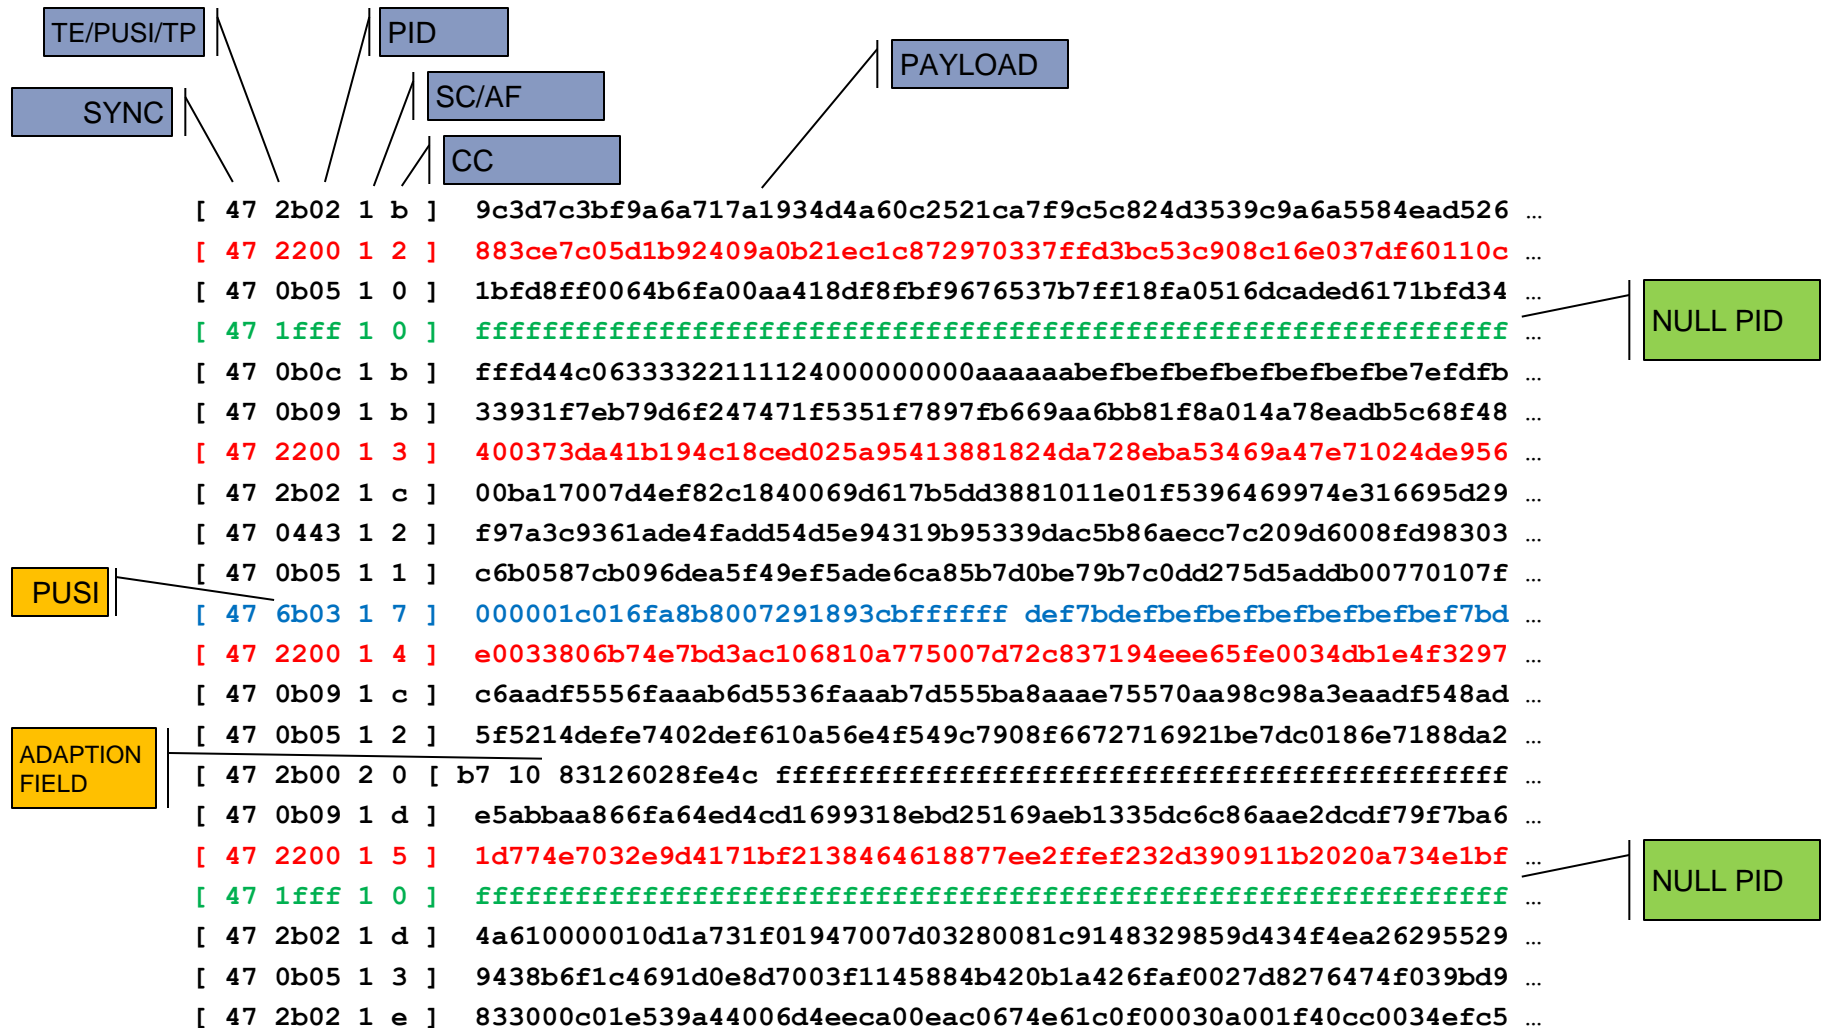 TE/PUSI/TP
PID
PAYLOAD
SC/AF
SYNC
CC
[ 47 2b02 1 b ] 9c3d7c3bf9a6a717a1934d4a60c2521ca7f9c5c824d3539c9a6a5584ead526 …
[ 47 2200 1 2 ] 883ce7c05d1b92409a0b21ec1c872970337ffd3bc53c908c16e037df60110c …
[ 47 0b05 1 0 ] 1bfd8ff0064b6fa00aa418df8fbf9676537b7ff18fa0516dcaded6171bfd34 …
[ 47 1fff 1 0 ] ffffffffffffffffffffffffffffffffffffffffffffffffffffffffffffff …
NULL PID
[ 47 0b0c 1 b ] fffd44c0633332211112400000000aaaaaabefbefbefbefbefbefbe7efdfb …
[ 47 0b09 1 b ] 33931f7eb79d6f247471f5351f7897fb669aa6bb81f8a014a78eadb5c68f48 …
[ 47 2200 1 3 ] 400373da41b194c18ced025a95413881824da728eba53469a47e71024de956 …
[ 47 2b02 1 c ] 00ba17007d4ef82c1840069d617b5dd3881011e01f5396469974e316695d29 …
[ 47 0443 1 2 ] f97a3c9361ade4fadd54d5e94319b95339dac5b86aecc7c209d6008fd98303 …
[ 47 0b05 1 1 ] c6b0587cb096dea5f49ef5ade6ca85b7d0be79b7c0dd275d5addb00770107f …
PUSI
[ 47 6b03 1 7 ] 000001c016fa8b8007291893cbffffff def7bdefbefbefbefbefbefbef7bd …
[ 47 2200 1 4 ] e0033806b74e7bd3ac106810a775007d72c837194eee65fe0034db1e4f3297 …
[ 47 0b09 1 c ] c6aadf5556faaab6d5536faaab7d555ba8aaae75570aa98c98a3eaadf548ad …
[ 47 0b05 1 2 ] 5f5214defe7402def610a56e4f549c7908f6672716921be7dc0186e7188da2 …
ADAPTION
FIELD
[ 47 2b00 2 0 [ b7 10 83126028fe4c ffffffffffffffffffffffffffffffffffffffffffff …
[ 47 0b09 1 d ] e5abbaa866fa64ed4cd1699318ebd25169aeb1335dc6c86aae2dcdf79f7ba6 …
[ 47 2200 1 5 ] 1d774e7032e9d4171bf2138464618877ee2ffef232d390911b2020a734e1bf …
[ 47 1fff 1 0 ] ffffffffffffffffffffffffffffffffffffffffffffffffffffffffffffff …
NULL PID
[ 47 2b02 1 d ] 4a610000010d1a731f01947007d03280081c9148329859d434f4ea26295529 …
[ 47 0b05 1 3 ] 9438b6f1c4691d0e8d7003f1145884b420b1a426faf0027d8276474f039bd9 …
[ 47 2b02 1 e ] 833000c01e539a44006d4eeca00eac0674e61c0f00030a001f40cc0034efc5 …